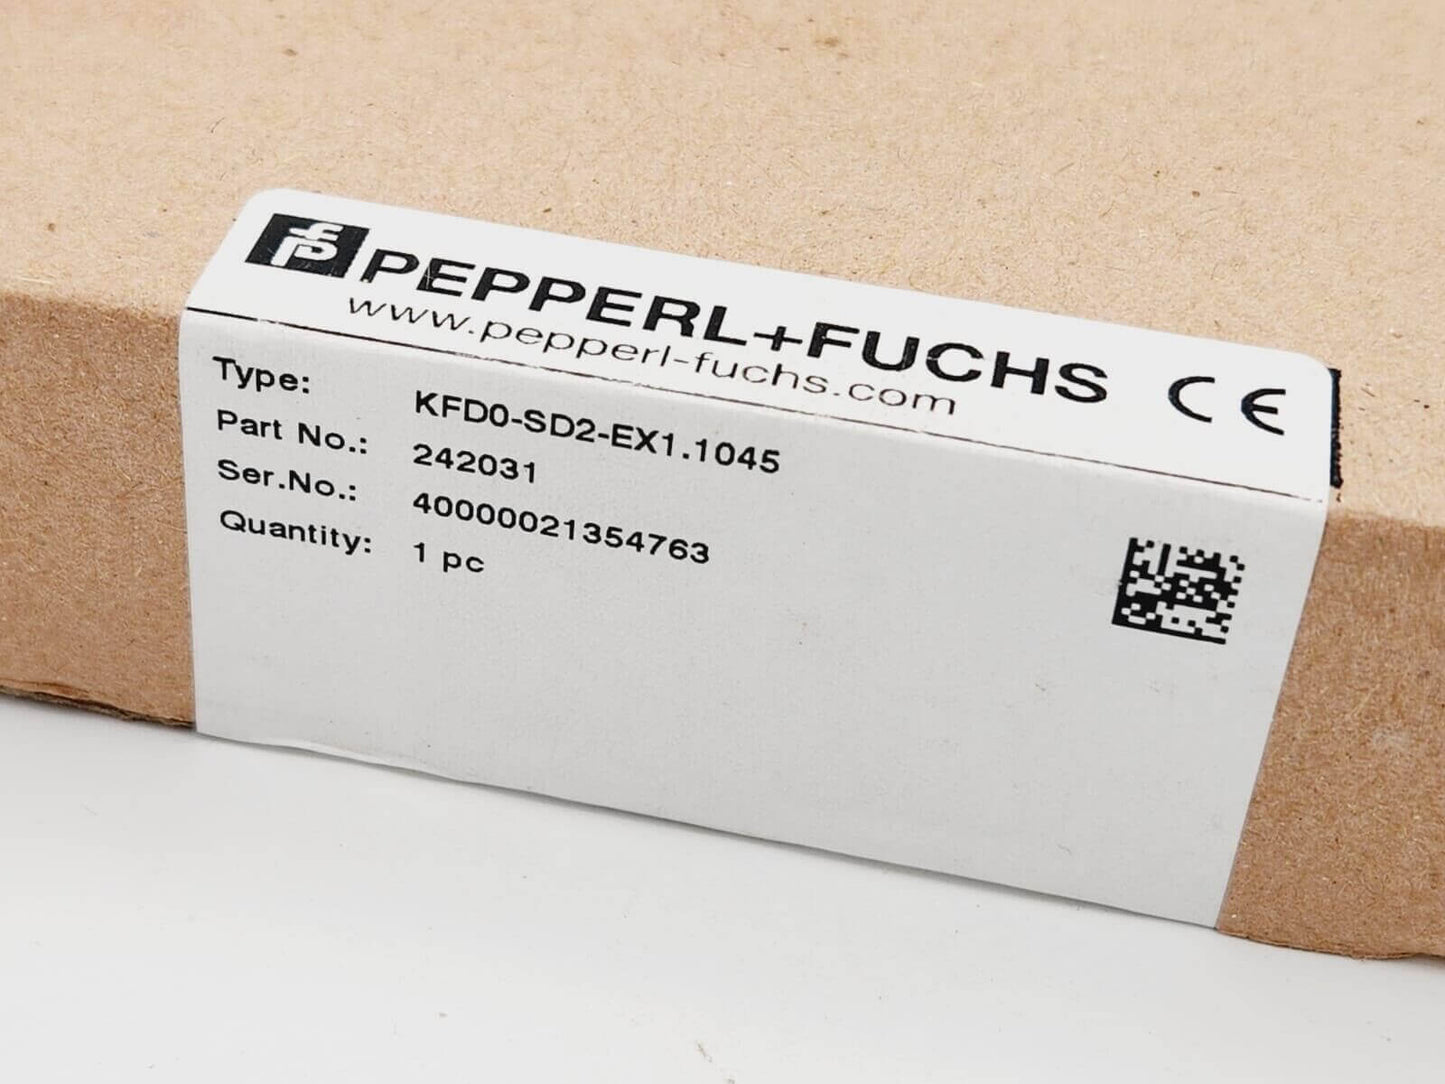 PEPPERL+FUCHS CE
www.pepperl-fuchs.com
Type: KFD0-SD2-EX1.1045
Part No.: 242031
Ser.No.: 40000021354763
Quantity: 1 pc